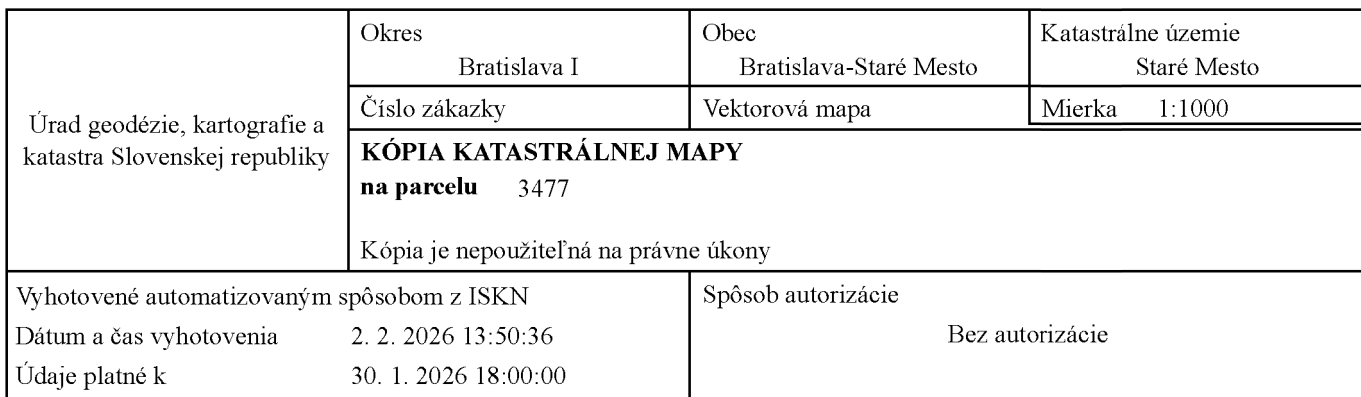 Úrad geodézie, kartografie a
katastra Slovenskej republiky
Okres
Bratislava I
Obec
Bratislava-Staré Mesto
Katastrálne územie
Staré Mesto
Číslo zákazky
Vektorová mapa
Mierka 1:1000
KÓPIA KATASTRÁLNEJ MAPY
na parcelu 3477
Kópia je nepoužiteľná na právne úkony
Vyhotovené automatizovaným spôsobom z ISKN
Dátum a čas vyhotovenia 2. 2. 2026 13:50:36
Údaje platné k 30. 1. 2026 18:00:00
Spôsob autorizácie
Bez autorizácie